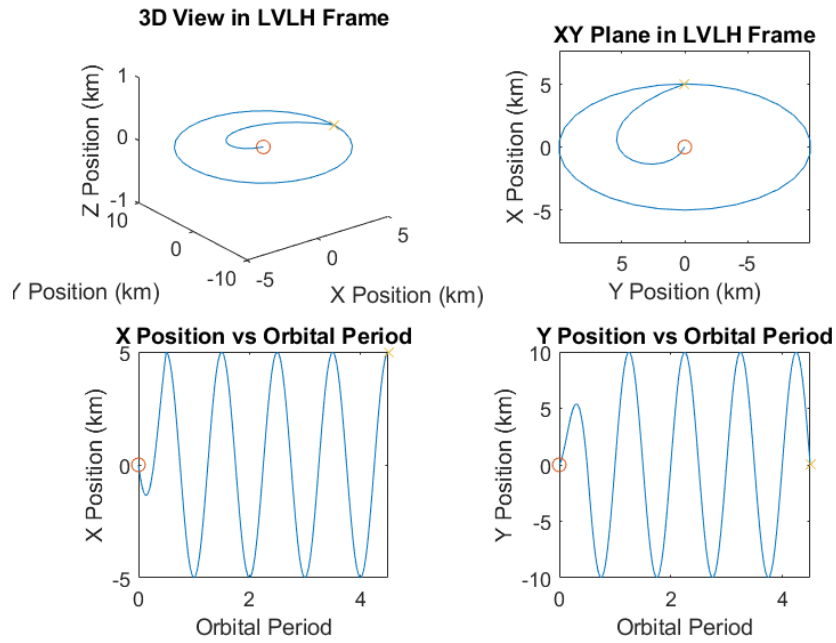 3D View in LVLH Frame
Z Position (km)
1
0
-1
10
0
-10
Y Position (km)
-5
0
5
X Position (km)
XY Plane in LVLH Frame
X Position (km)
5
0
-5
5
0
-5
Y Position (km)
X Position vs Orbital Period
X Position (km)
5
0
-5
0
2
4
Orbital Period
Y Position vs Orbital Period
Y Position (km)
10
5
0
-5
-10
0
2
4
Orbital Period